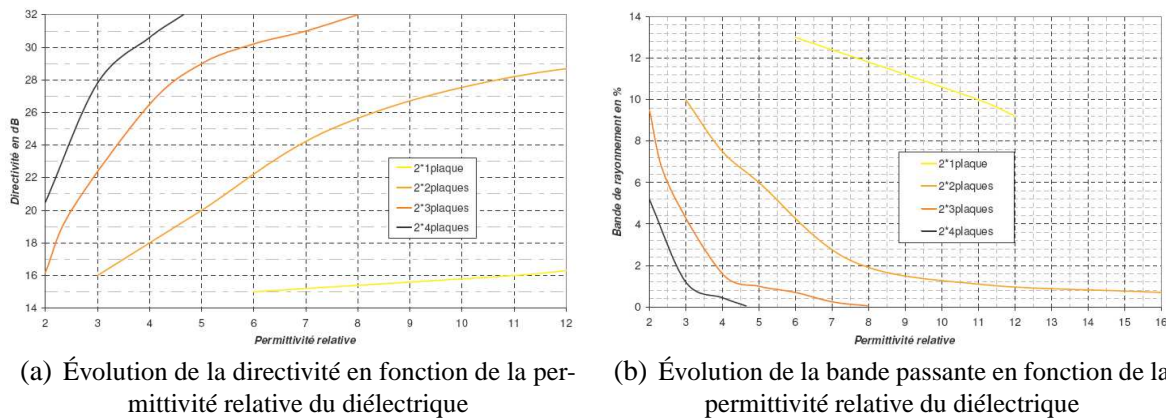 32
30
28
26
24
22
20
18
16
14
Directivité en dB
2*1plaque
2*2plaques
2*3plaques
2*4plaques
2 3 4 5 6 7 8 9 10 11 12
Permittivité relative
(a) Évolution de la directivité en fonction de la per-
mittivité relative du diélectrique
14
12
10
8
6
4
2
0
Bande de rayonnement en %
2*1plaque
2*2plaques
2*3plaques
2*4plaques
2 3 4 5 6 7 8 9 10 11 12 13 14 15 16
Permittivité relative
(b) Évolution de la bande passante en fonction de la
permittivité relative du diélectrique